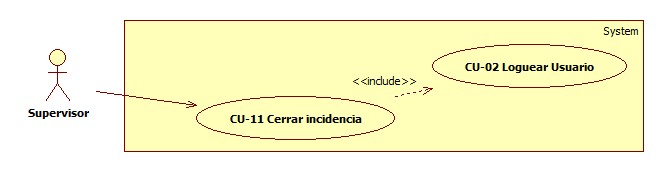 System
CU-02 Loguear Usuario
<<include>>
Supervisor
CU-11 Cerrar incidencia